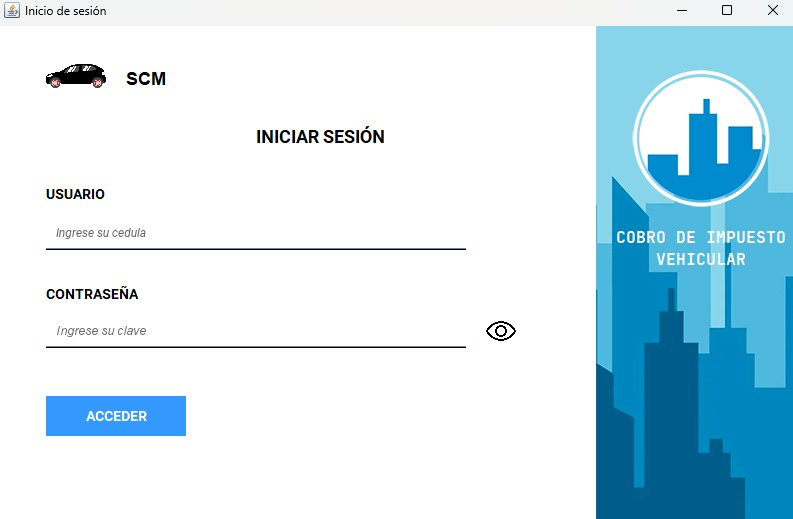 Inicio de sesión
SCM
INICIAR SESIÓN
USUARIO
Ingrese su cedula
CONTRASEÑA
Ingrese su clave
ACCEDER
COBRO DE IMPUESTO
VEHICULAR